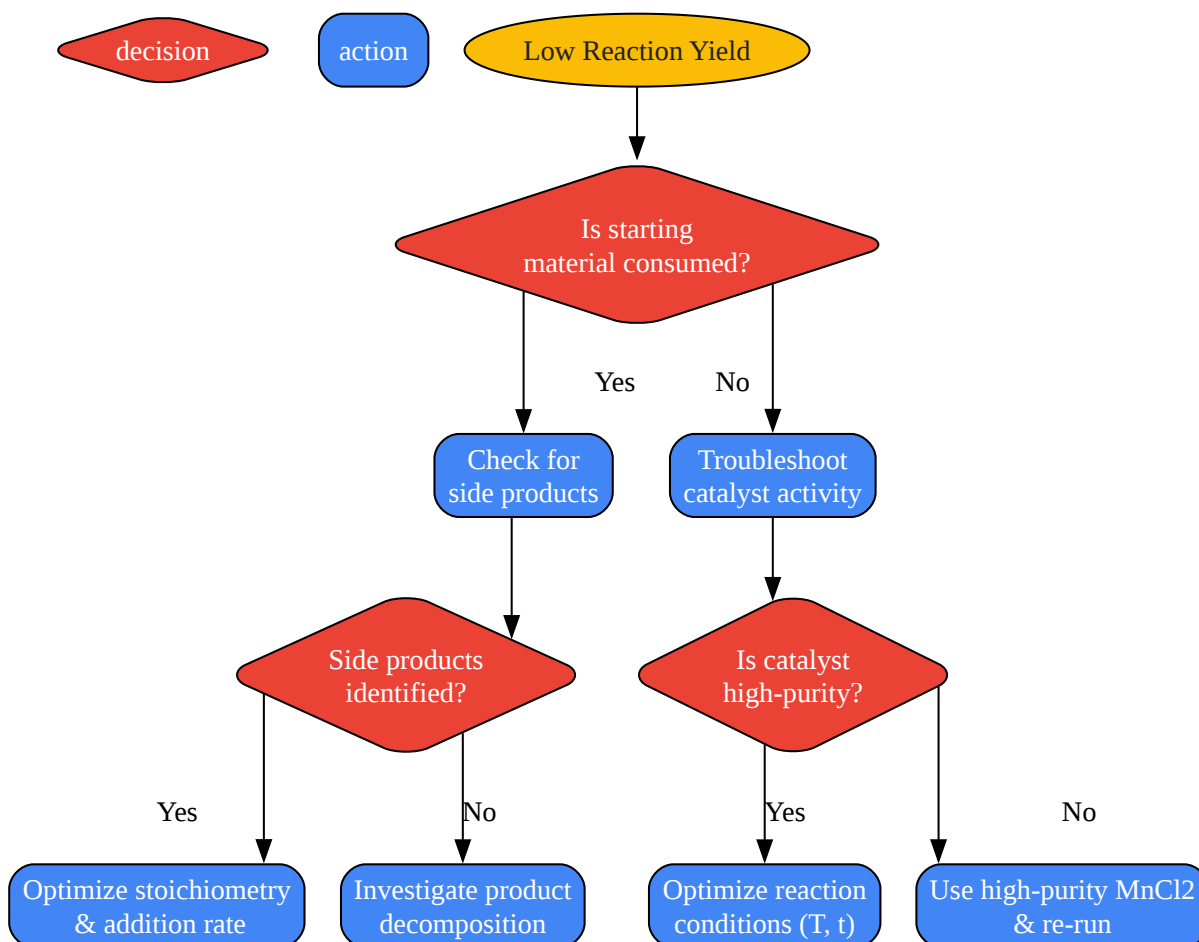 decision
action
Low Reaction Yield
Is starting
material consumed?
Yes
No
Check for
side products
Troubleshoot
catalyst activity
Side products
identified?
Is catalyst
high-purity?
Yes
No
Yes
No
Optimize stoichiometry
& addition rate
Investigate product
decomposition
Optimize reaction
conditions (T, t)
Use high-purity MnCl2
& re-run